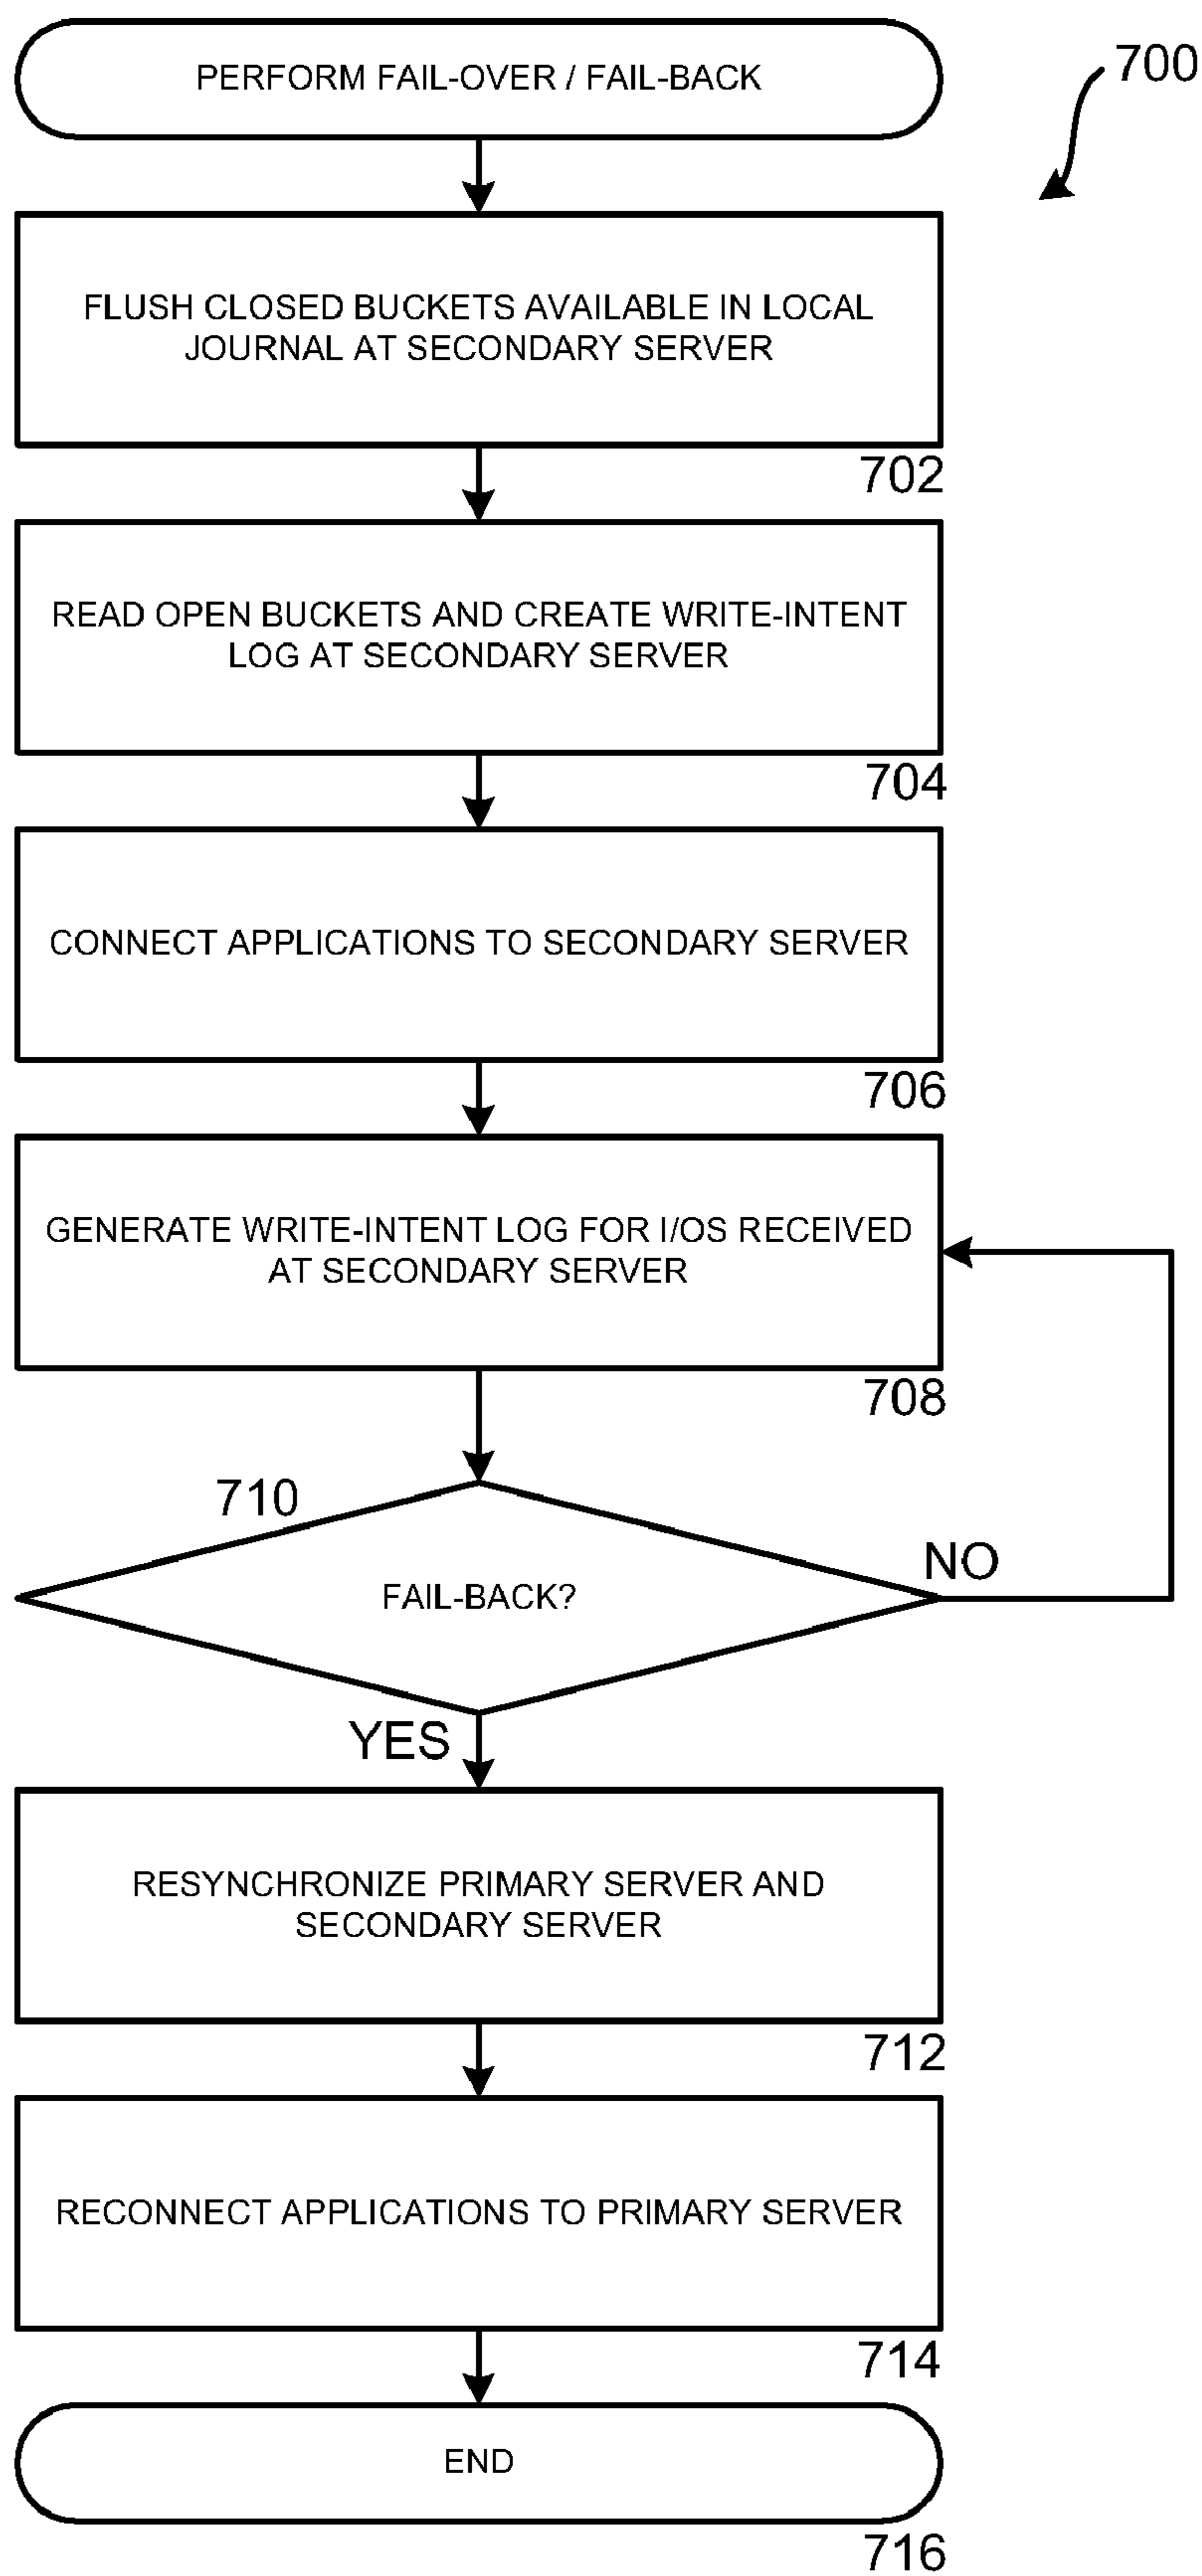 PERFORM FAIL-OVER / FAIL-BACK
700
FLUSH CLOSED BUCKETS AVAILABLE IN LOCAL
JOURNAL AT SECONDARY SERVER
702
READ OPEN BUCKETS AND CREATE WRITE-INTENT
LOG AT SECONDARY SERVER
704
CONNECT APPLICATIONS TO SECONDARY SERVER
706
GENERATE WRITE-INTENT LOG FOR I/OS RECEIVED
AT SECONDARY SERVER
708
710
NO
FAIL-BACK?
YES
RESYNCHRONIZE PRIMARY SERVER AND
SECONDARY SERVER
712
RECONNECT APPLICATIONS TO PRIMARY SERVER
714
END
716